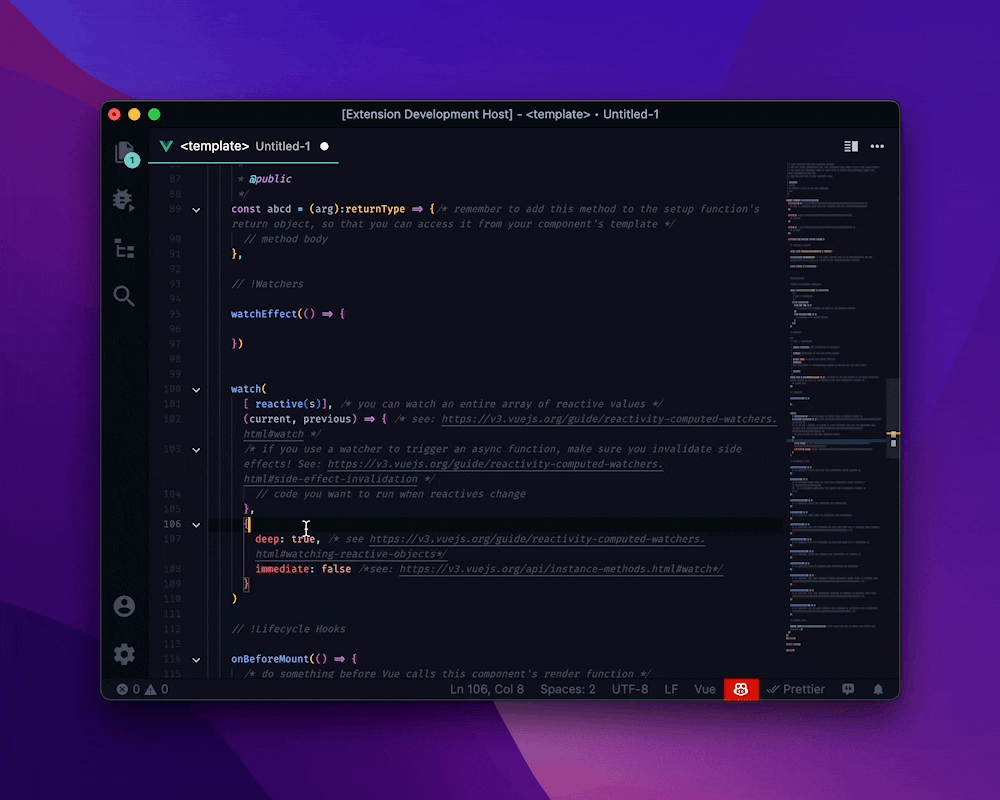 [Extension Development Host] - <template> • Untitled-1
1
<template> Untitled-1
87 * @public
88 */
89 const abcd = (arg):returnType => {/* remember to add this method to the setup function's
return object, so that you can access it from your component's template */
90 // method body
91 },
92
93 // !Watchers
94
95 watchEffect(() => {
96
97 })
98
99
100 watch(
101 [ reactive(s)], /* you can watch an entire array of reactive values */
102 (current, previous) => { /* see: https://v3.vuejs.org/guide/reactivity-computed-watchers.
html#watch */
103 /* if you use a watcher to trigger an async function, make sure you invalidate side
effects! See: https://v3.vuejs.org/guide/reactivity-computed-watchers.
html#side-effect-invalidation */
104 // code you want to run when reactives change
105 },
106 {
107 deep: true, /* see https://v3.vuejs.org/guide/reactivity-computed-watchers.
html#watching-reactive-objects*/
108 immediate: false /*see: https://v3.vuejs.org/api/instance-methods.html#watch*/
109 }
110 )
111
112 // !Lifecycle Hooks
113
114 onBeforeMount(() => {
115 /* do something before Vue calls this component's render function */
0 0 Ln 106, Col 8 Spaces: 2 UTF-8 LF Vue Prettier